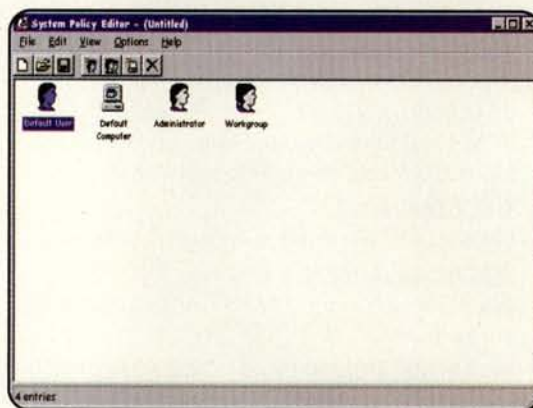 System Policy Editor - (Untitled)
File Edit View Options Help
Default User
Default Computer
Administrator
Workgroup
4 entries